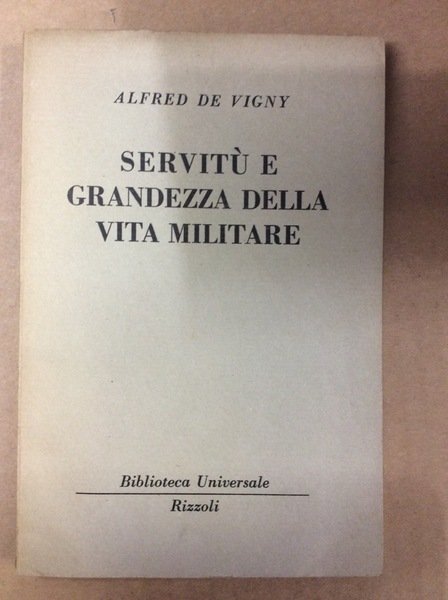 ALFRED DE VIGNY
SERVITÙ E
GRANDEZZA DELLA
VITA MILITARE
Biblioteca Universale
Rizzoli